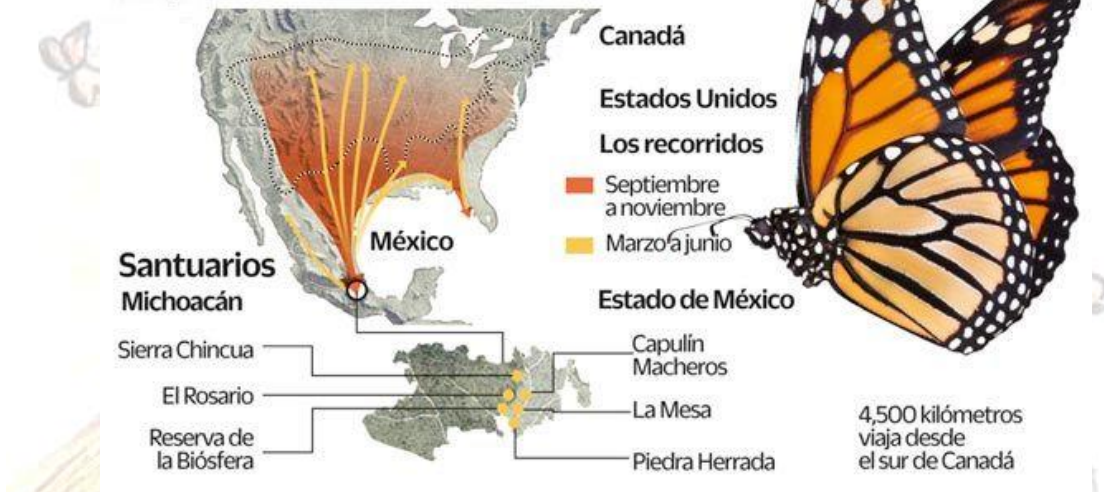 Canadá
Estados Unidos
Los recorridos
Septiembre
a noviembre
Marzo a junio
México
Santuarios
Michoacán
Sierra Chincua
El Rosario
Reserva de
la Biósfera
Estado de México
Capulín
Macheros
La Mesa
Piedra Herrada
4,500 kilómetros
viaja desde
el sur de Canadá